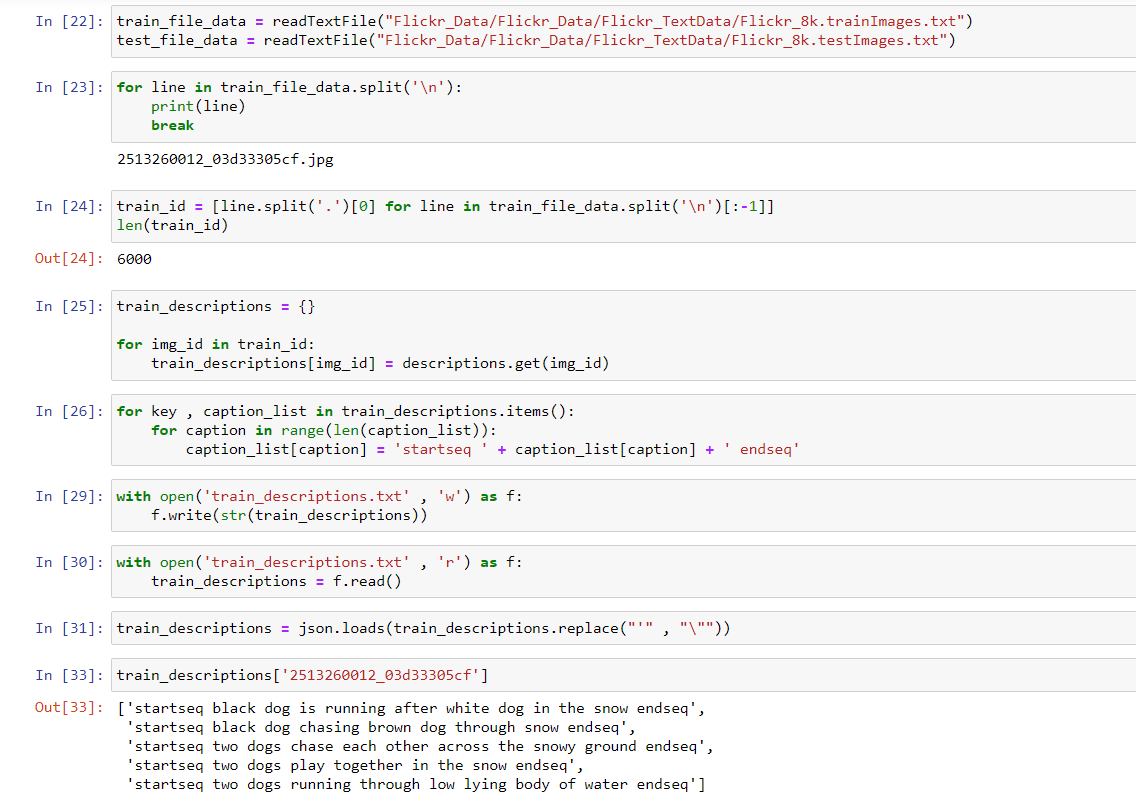 In [22]: train_file_data = readTextFile("Flickr_Data/Flickr_Data/Flickr_TextData/Flickr_8k.trainImages.txt")
test_file_data = readTextFile("Flickr_Data/Flickr_Data/Flickr_TextData/Flickr_8k.testImages.txt")
In [23]: for line in train_file_data.split('\n'):
print(line)
break
2513260012_03d33305cf.jpg
In [24]: train_id = [line.split('.')[0] for line in train_file_data.split('\n')[:-1]]
len(train_id)
Out[24]: 6000
In [25]: train_descriptions = {}
for img_id in train_id:
train_descriptions[img_id] = descriptions.get(img_id)
In [26]: for key , caption_list in train_descriptions.items():
for caption in range(len(caption_list)):
caption_list[caption] = 'startseq ' + caption_list[caption] + ' endseq'
In [29]: with open('train_descriptions.txt' , 'w') as f:
f.write(str(train_descriptions))
In [30]: with open('train_descriptions.txt' , 'r') as f:
train_descriptions = f.read()
In [31]: train_descriptions = json.loads(train_descriptions.replace("'" , "\""))
In [33]: train_descriptions['2513260012_03d33305cf']
Out[33]: ['startseq black dog is running after white dog in the snow endseq',
'startseq black dog chasing brown dog through snow endseq',
'startseq two dogs chase each other across the snowy ground endseq',
'startseq two dogs play together in the snow endseq',
'startseq two dogs running through low lying body of water endseq']